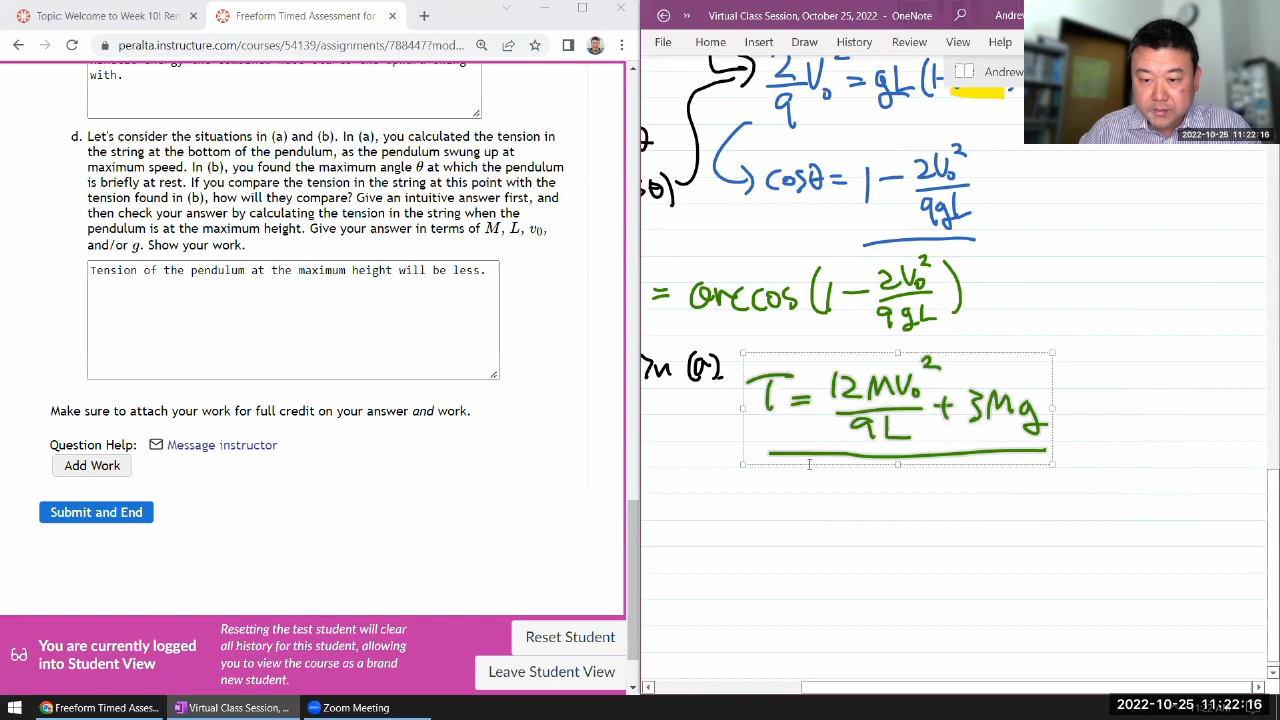 Topic: Welcome to Week 10! Rem
Freeform Timed Assessment for
peralta.instructure.com/courses/54139/assignments/788447?mod...
with.
d. Let's consider the situations in (a) and (b). In (a), you calculated the tension in
the string at the bottom of the pendulum, as the pendulum swung up at
maximum speed. In (b), you found the maximum angle θ at which the pendulum
is briefly at rest. If you compare the tension in the string at this point with the
tension found in (b), how will they compare? Give an intuitive answer first, and
then check your answer by calculating the tension in the string when the
pendulum is at the maximum height. Give your answer in terms of M, L, v₀,
and/or g. Show your work.
Tension of the pendulum at the maximum height will be less.
Make sure to attach your work for full credit on your answer and work.
Question Help: Message instructor
Add Work
Submit and End
You are currently logged
into Student View
Resetting the test student will clear
all history for this student, allowing
you to view the course as a brand
new student.
Reset Student
Leave Student View
Virtual Class Session, October 25, 2022 - OneNote
Andrew
File Home Insert Draw History Review View Help
Andrew
2/9 V₀² = gL (1-
cosθ = 1 - 2V₀²/9gL
= arccos (1 - 2V₀²/9gL)
In (a)
T = 12MV₀²/9L + 3Mg
2022-10-25 11:22:16
Freeform Timed Asses...
Virtual Class Session, ...
Zoom Meeting
2022-10-25 11:22:16